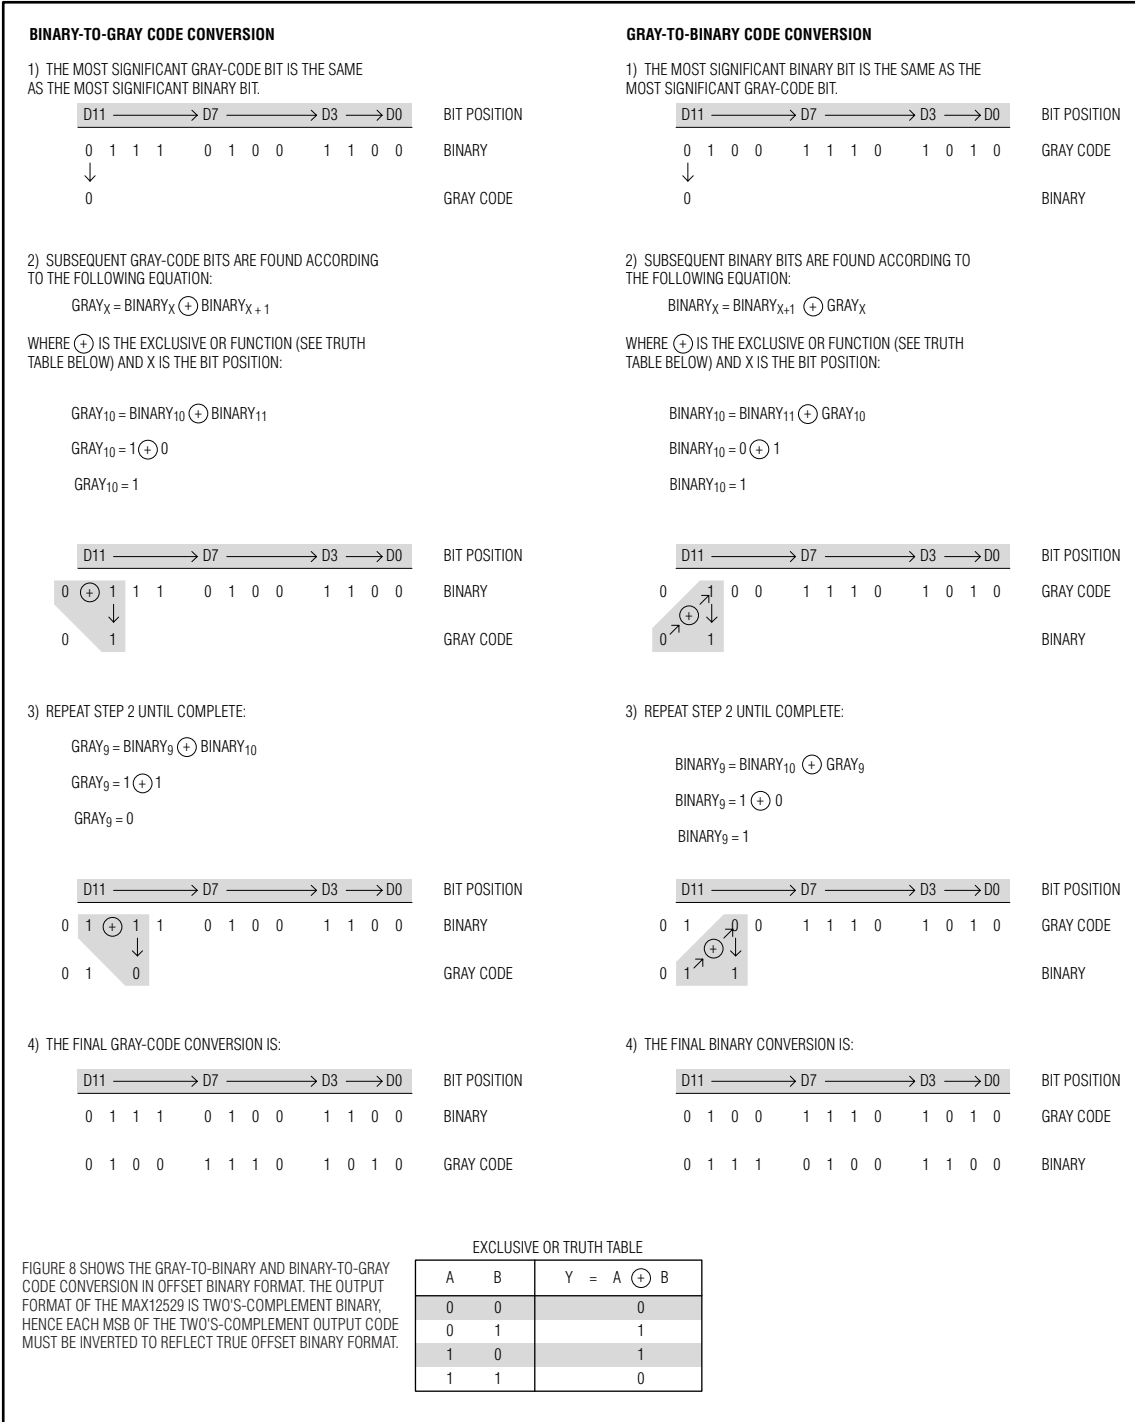 BINARY-TO-GRAY CODE CONVERSION
1) THE MOST SIGNIFICANT GRAY-CODE BIT IS THE SAME
AS THE MOST SIGNIFICANT BINARY BIT.
D11 → D7 → D3 → D0 BIT POSITION
0 1 1 1 0 1 0 0 1 1 0 0 BINARY
↓
0 GRAY CODE
2) SUBSEQUENT GRAY-CODE BITS ARE FOUND ACCORDING
TO THE FOLLOWING EQUATION:
GRAYX = BINARYX ⊕ BINARYX + 1
WHERE ⊕ IS THE EXCLUSIVE OR FUNCTION (SEE TRUTH
TABLE BELOW) AND X IS THE BIT POSITION:
GRAY10 = BINARY10 ⊕ BINARY11
GRAY10 = 1 ⊕ 0
GRAY10 = 1
D11 → D7 → D3 → D0 BIT POSITION
0 ⊕ 1 1 1 0 1 0 0 1 1 0 0 BINARY
↓
0 1 GRAY CODE
3) REPEAT STEP 2 UNTIL COMPLETE:
GRAY9 = BINARY9 ⊕ BINARY10
GRAY9 = 1 ⊕ 1
GRAY9 = 0
D11 → D7 → D3 → D0 BIT POSITION
0 1 ⊕ 1 1 0 1 0 0 1 1 0 0 BINARY
↓
0 1 0 GRAY CODE
4) THE FINAL GRAY-CODE CONVERSION IS:
D11 → D7 → D3 → D0 BIT POSITION
0 1 1 1 0 1 0 0 1 1 0 0 BINARY
0 1 0 0 1 1 1 0 1 0 1 0 GRAY CODE
GRAY-TO-BINARY CODE CONVERSION
1) THE MOST SIGNIFICANT BINARY BIT IS THE SAME AS THE
MOST SIGNIFICANT GRAY-CODE BIT.
D11 → D7 → D3 → D0 BIT POSITION
0 1 0 0 1 1 1 0 1 0 1 0 GRAY CODE
↓
0 BINARY
2) SUBSEQUENT BINARY BITS ARE FOUND ACCORDING TO
THE FOLLOWING EQUATION:
BINARYX = BINARYX+1 ⊕ GRAYX
WHERE ⊕ IS THE EXCLUSIVE OR FUNCTION (SEE TRUTH
TABLE BELOW) AND X IS THE BIT POSITION:
BINARY10 = BINARY11 ⊕ GRAY10
BINARY10 = 0 ⊕ 1
BINARY10 = 1
D11 → D7 → D3 → D0 BIT POSITION
0 1 0 0 1 1 1 0 1 0 1 0 GRAY CODE
⊕ ↓
0 1 BINARY
3) REPEAT STEP 2 UNTIL COMPLETE:
BINARY9 = BINARY10 ⊕ GRAY9
BINARY9 = 1 ⊕ 0
BINARY9 = 1
D11 → D7 → D3 → D0 BIT POSITION
0 1 0 0 1 1 1 0 1 0 1 0 GRAY CODE
⊕ ↓
0 1 1 BINARY
4) THE FINAL BINARY CONVERSION IS:
D11 → D7 → D3 → D0 BIT POSITION
0 1 0 0 1 1 1 0 1 0 1 0 GRAY CODE
0 1 1 1 0 1 0 0 1 1 0 0 BINARY
FIGURE 8 SHOWS THE GRAY-TO-BINARY AND BINARY-TO-GRAY
CODE CONVERSION IN OFFSET BINARY FORMAT. THE OUTPUT
FORMAT OF THE MAX12529 IS TWO'S-COMPLEMENT BINARY,
HENCE EACH MSB OF THE TWO'S-COMPLEMENT OUTPUT CODE
MUST BE INVERTED TO REFLECT TRUE OFFSET BINARY FORMAT.
EXCLUSIVE OR TRUTH TABLE
A B Y = A ⊕ B
0 0 0
0 1 1
1 0 1
1 1 0